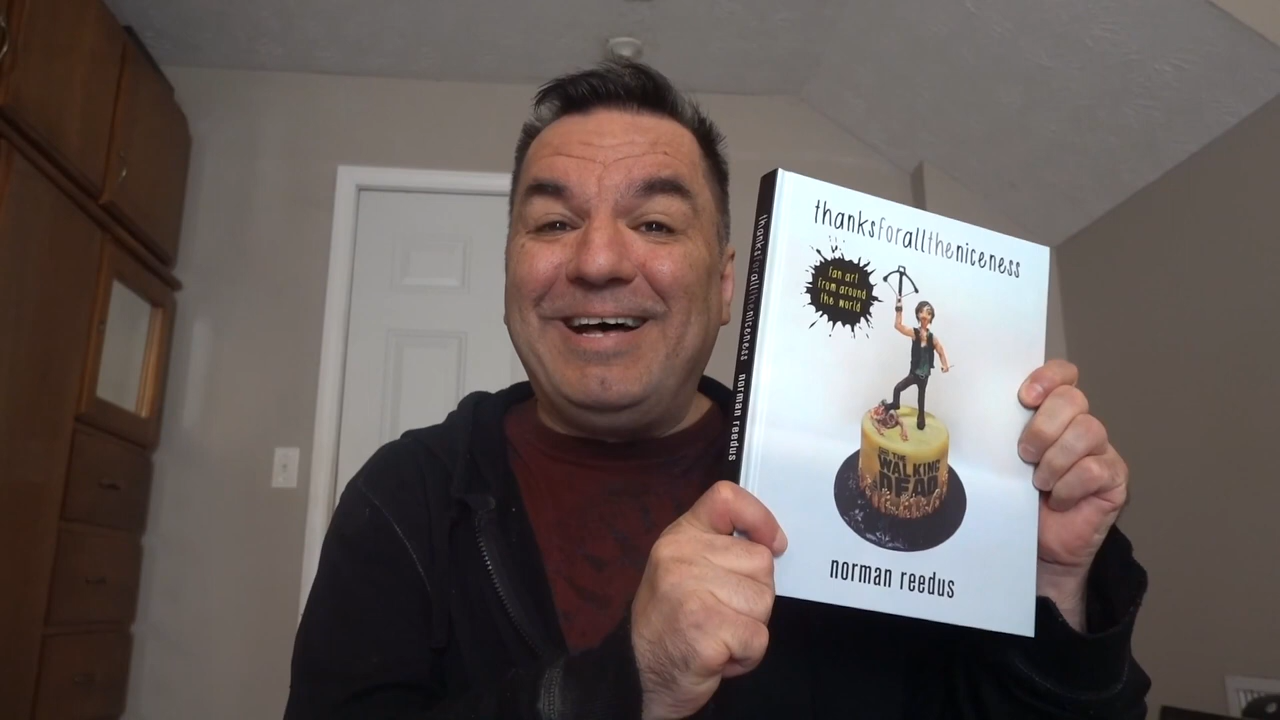 thanksforalltheniceness
fan art
from around
the world
THE
WALKING
DEAD
norman reedus
thanksforalltheniceness norman reedus